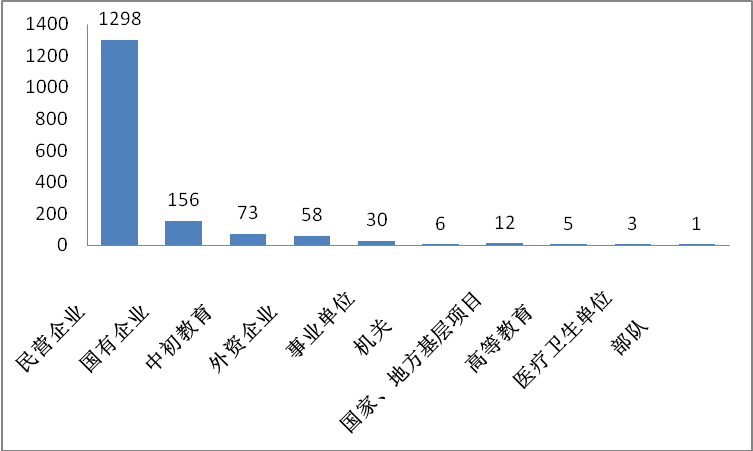 1400
1200
1000
800
600
400
200
0
1298
156
73
58
30
6
12
5
3
1
民营企业
国有企业
中初教育
外资企业
事业单位
机关
国家、地方基层项目
高等教育
医疗卫生单位
部队